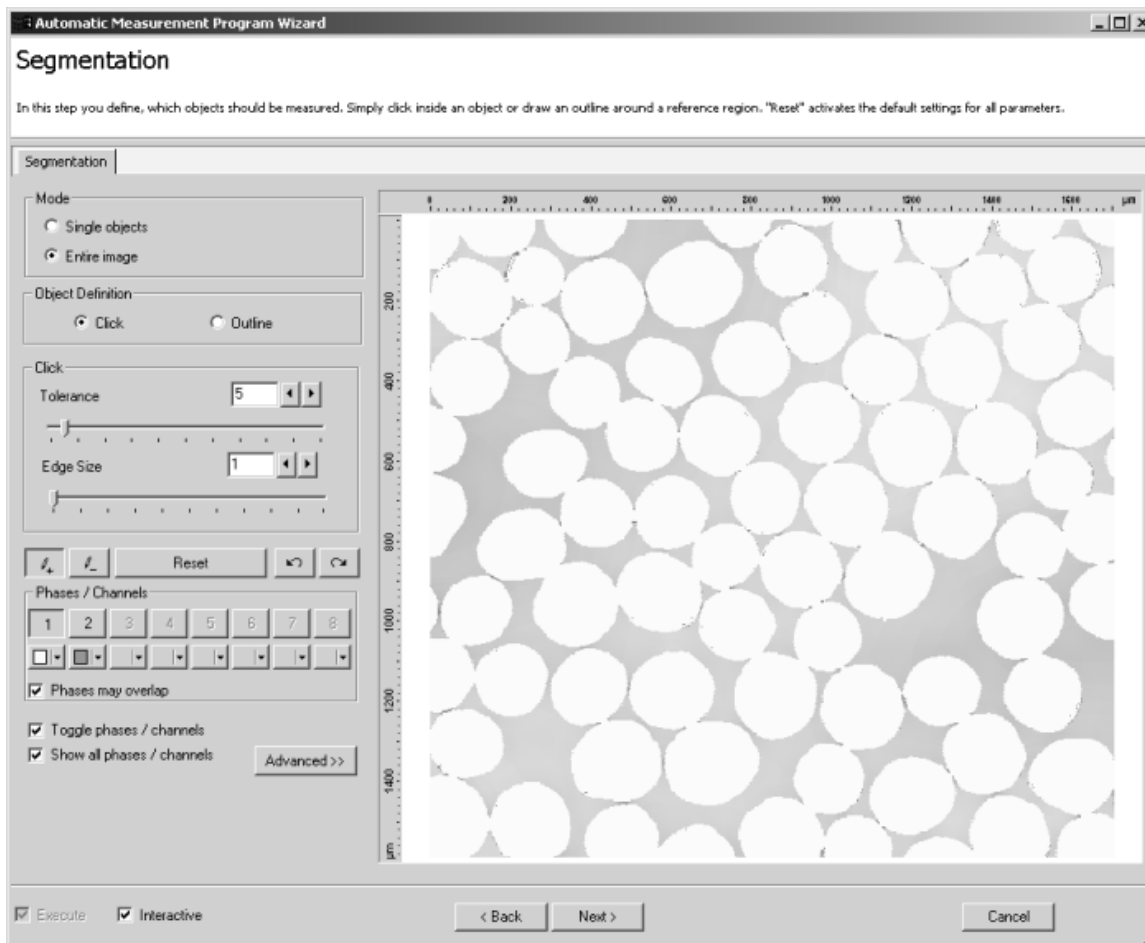 Automatic Measurement Program Wizard
Segmentation
In this step you define, which objects should be measured. Simply click inside an object or draw an outline around a reference region. "Reset" activates the default settings for all parameters.
Segmentation
Mode
Single objects
Entire image
Object Definition
Click
Outline
Click
Tolerance
5
Edge Size
1
Reset
Phases / Channels
1 2 3 4 5 6 7 8
Phases may overlap
Toggle phases / channels
Show all phases / channels
Advanced >>
0 200 400 600 800 1000 1200 1400 1600 µm
200
400
600
800
1000
1200
1400
µm
Execute
Interactive
< Back
Next >
Cancel